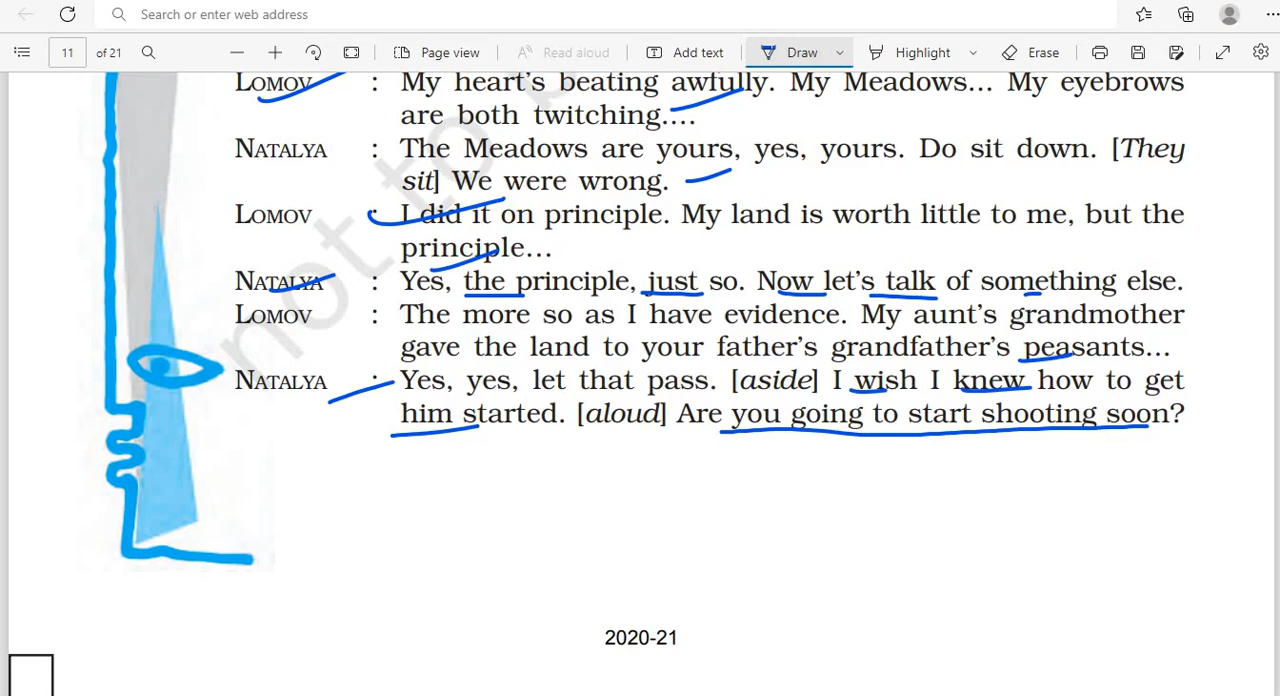 Search or enter web address
11 of 21 Page view Read aloud Add text Draw Highlight Erase
LOMOV : My heart's beating awfully. My Meadows... My eyebrows
are both twitching....
NATALYA : The Meadows are yours, yes, yours. Do sit down. [They
sit] We were wrong.
LOMOV : I did it on principle. My land is worth little to me, but the
principle...
NATALYA : Yes, the principle, just so. Now let's talk of something else.
LOMOV : The more so as I have evidence. My aunt's grandmother
gave the land to your father's grandfather's peasants...
NATALYA : Yes, yes, let that pass. [aside] I wish I knew how to get
him started. [aloud] Are you going to start shooting soon?
not to b
2020-21